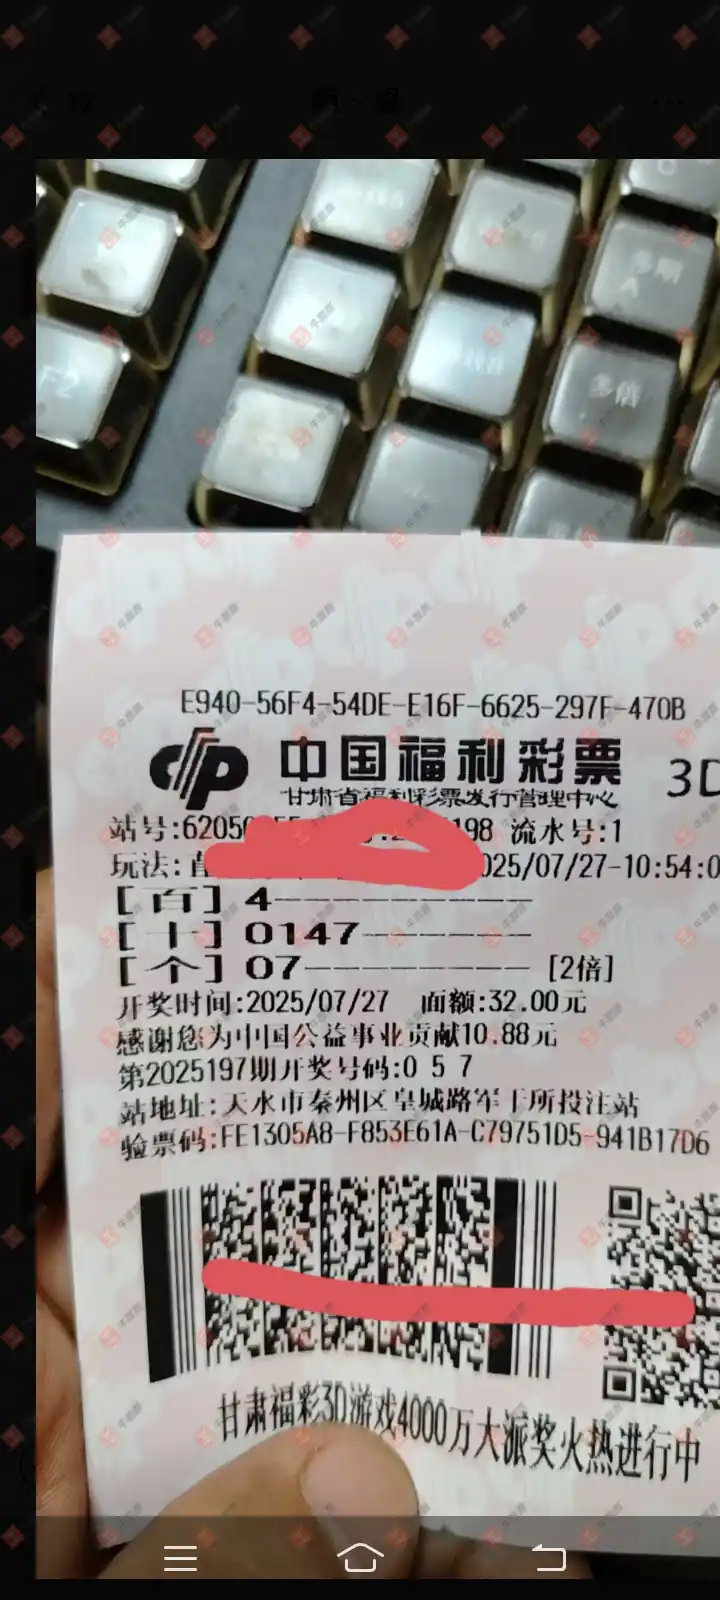 F2
多倍
E940-56F4-54DE-E16F-6625-297F-470B
中国福利彩票 3D
甘肃省福利彩票发行管理中心
站号:6205 198 流水号:1
玩法: 025/07/27-10:54:0
[百] 4----------
[十] 0147-------
[个] 07--------- [2倍]
开奖时间:2025/07/27 面额:32.00元
感谢您为中国公益事业贡献10.88元
第2025197期开奖号码:0 5 7
站地址:天水市秦州区皇城路军干所投注站
验票码:FE1305A8-F853E61A-C79751D5-941B17D6
甘肃福彩3D游戏4000万大派奖火热进行中